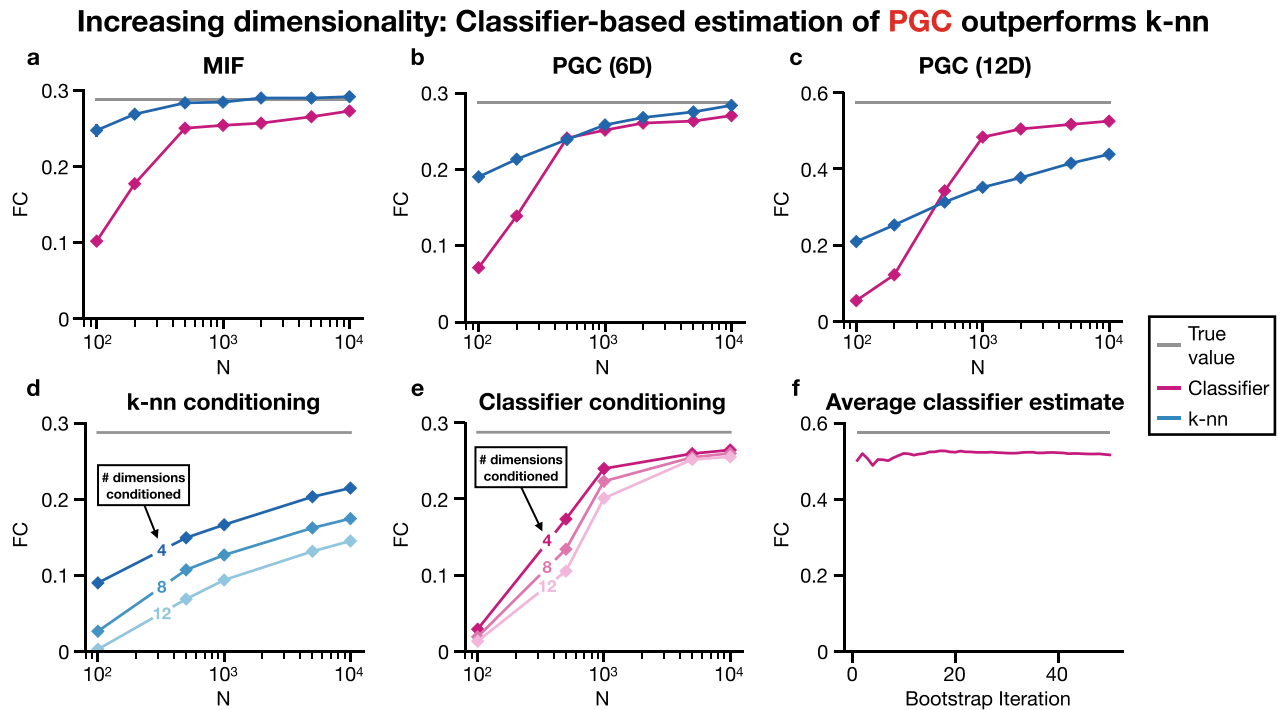 Increasing dimensionality: Classifier-based estimation of PGC outperforms k-nn
a
MIF
0.3
0.2
0.1
0
FC
10²
10³
10⁴
N
b
PGC (6D)
0.3
0.2
0.1
0
FC
10²
10³
10⁴
N
c
PGC (12D)
0.6
0.4
0.2
0
FC
10²
10³
10⁴
N
True
value
Classifier
k-nn
d
k-nn conditioning
0.3
0.2
0.1
0
FC
# dimensions
conditioned
4
8
12
10²
10³
10⁴
N
e
Classifier conditioning
0.3
0.2
0.1
0
FC
# dimensions
conditioned
4
8
12
10²
10³
10⁴
N
f
Average classifier estimate
0.6
0.4
0.2
0
FC
0
20
40
Bootstrap Iteration